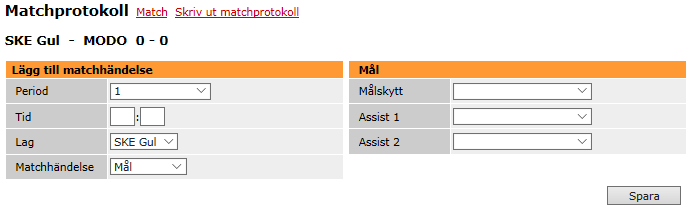 Matchprotokoll Match Skriv ut matchprotokoll
SKE Gul - MODO 0 - 0
Lägg till matchhändelse
Period 1
Tid :
Lag SKE Gul
Matchhändelse Mål
Mål
Målskytt
Assist 1
Assist 2
Spara